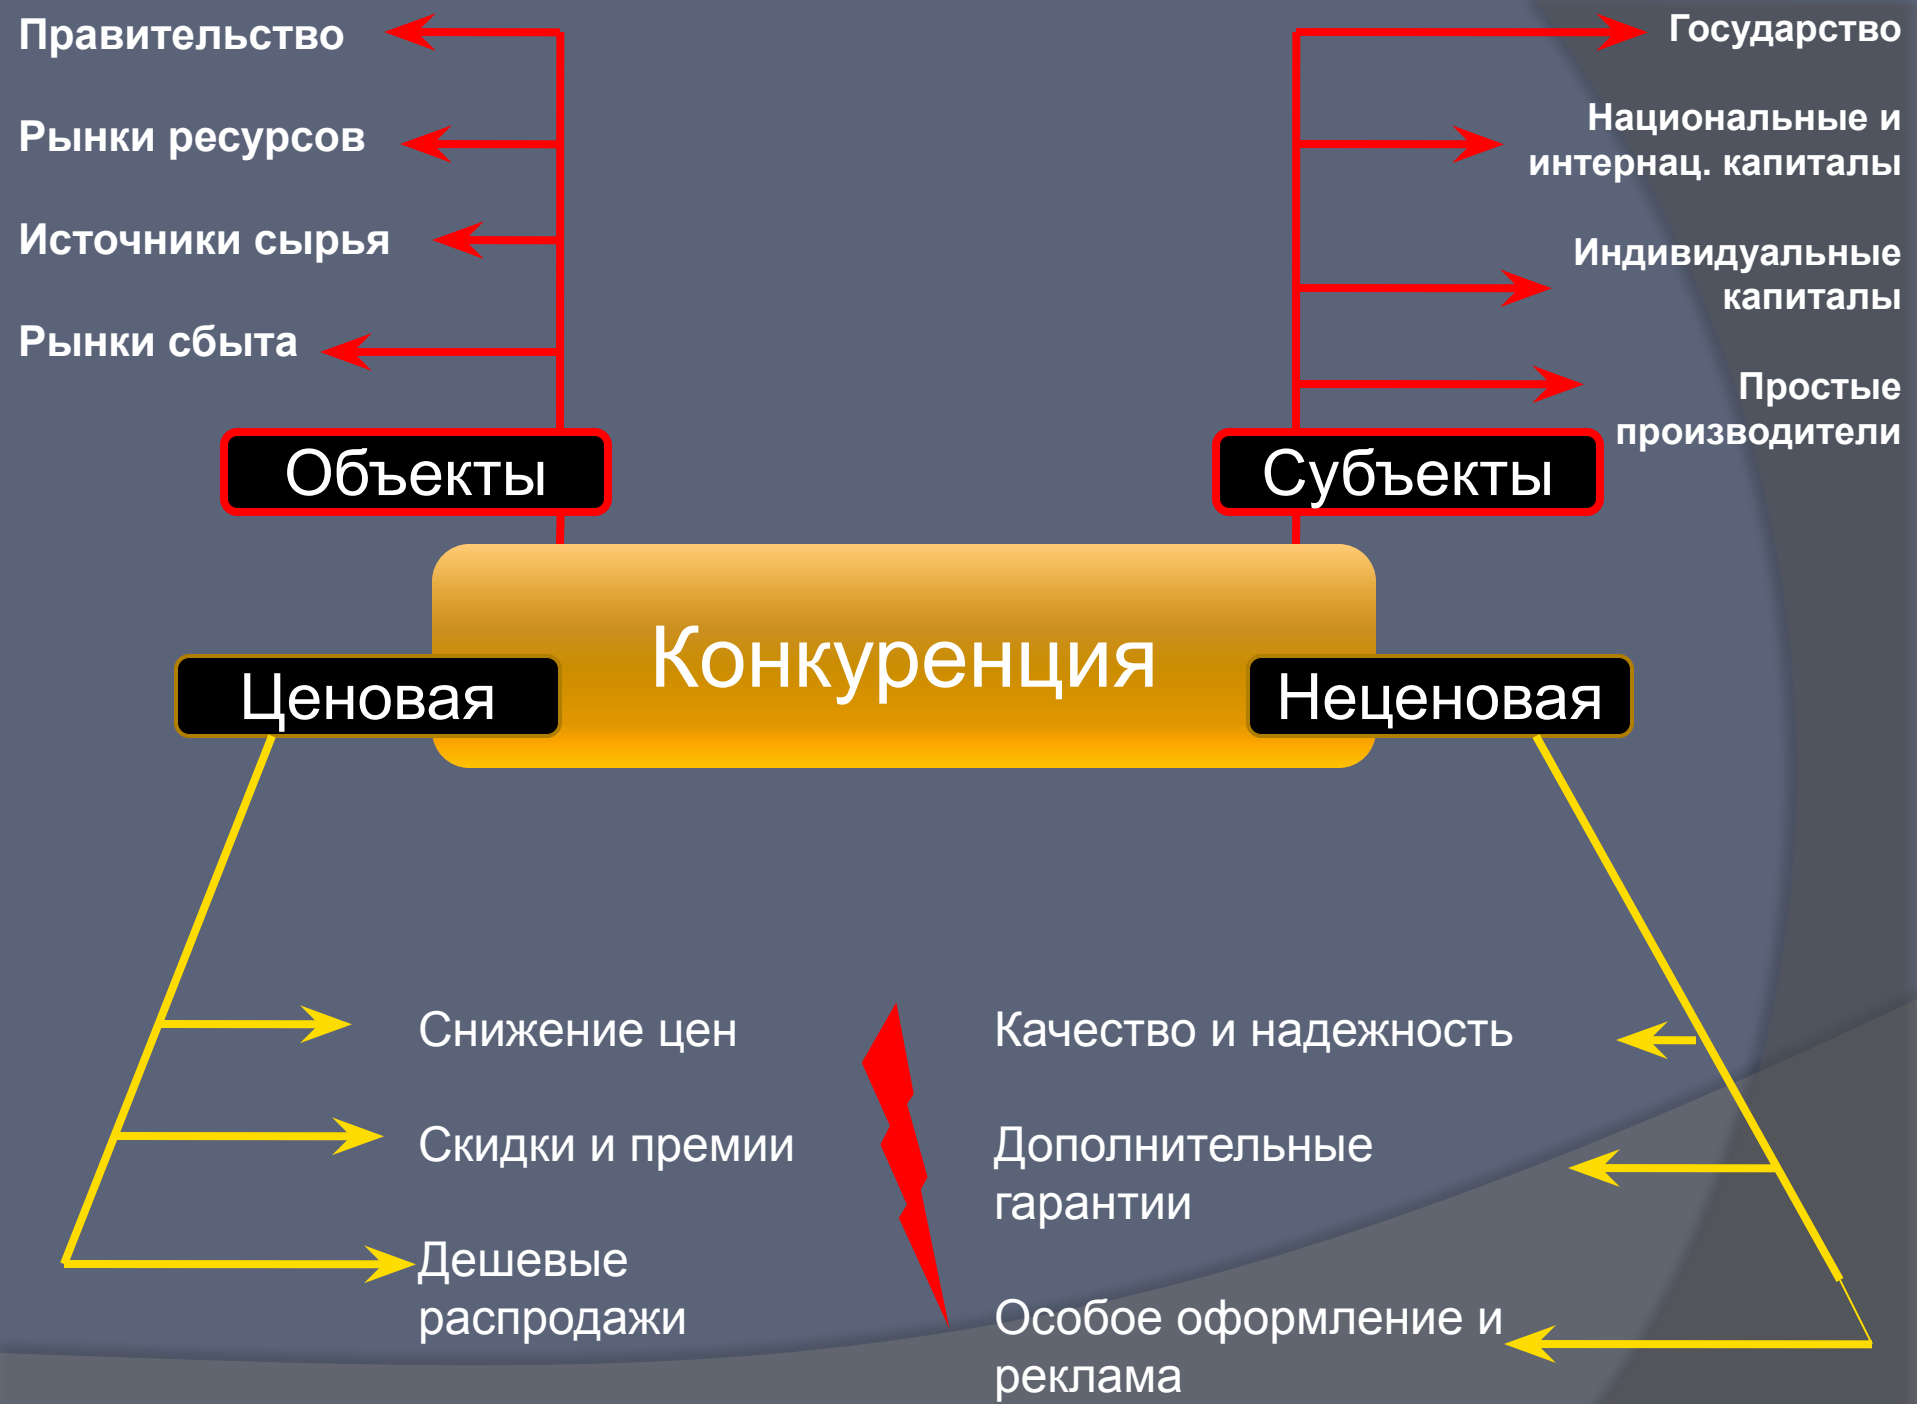 Правительство
Рынки ресурсов
Источники сырья
Рынки сбыта
Государство
Национальные и
интернац. капиталы
Индивидуальные
капиталы
Простые
производители
Объекты
Субъекты
Конкуренция
Ценовая
Неценовая
Снижение цен
Скидки и премии
Дешевые
распродажи
Качество и надежность
Дополнительные
гарантии
Особое оформление и
реклама